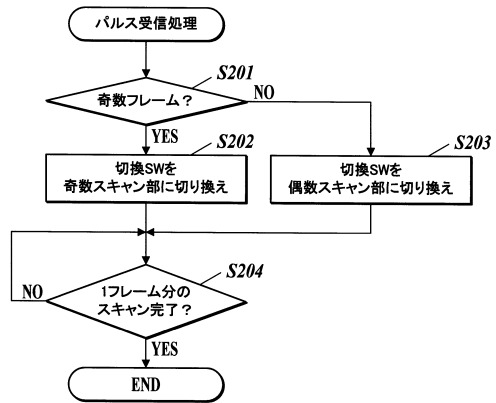 パルス受信処理
S201
奇数フレーム？
NO
YES
S202
切換SWを
奇数スキャン部に切り換え
S203
切換SWを
偶数スキャン部に切り換え
S204
1フレーム分の
スキャン完了？
NO
YES
END